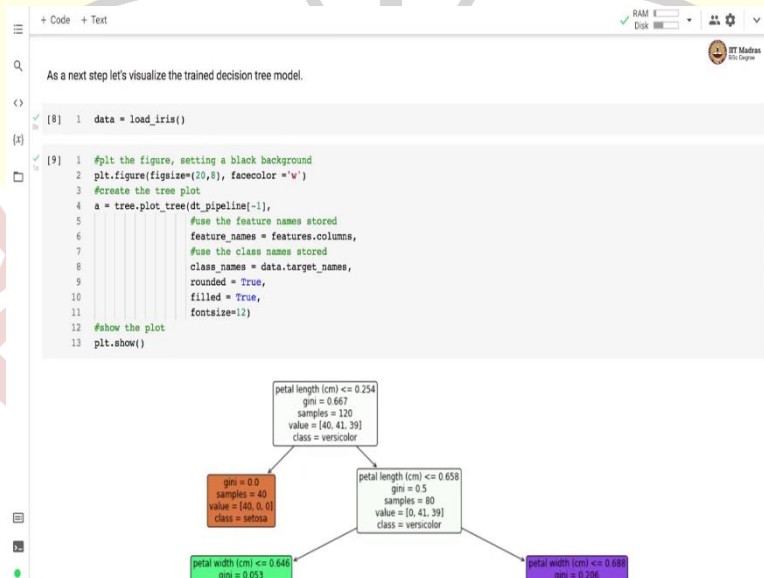 + Code + Text
RAM
Disk
IIT Madras
BSc Degree
As a next step let's visualize the trained decision tree model.
[8] 1 data = load_iris()
0s
{x}
[9] 1 #plt the figure, setting a black background
1s
2 plt.figure(figsize=(20,8), facecolor ='w')
3 #create the tree plot
4 a = tree.plot_tree(dt_pipeline[-1],
5 #use the feature names stored
6 feature_names = features.columns,
7 #use the class names stored
8 class_names = data.target_names,
9 rounded = True,
10 filled = True,
11 fontsize=12)
12 #show the plot
13 plt.show()
petal length (cm) <= 0.254
gini = 0.667
samples = 120
value = [40, 41, 39]
class = versicolor
gini = 0.0
samples = 40
value = [40, 0, 0]
class = setosa
petal length (cm) <= 0.658
gini = 0.5
samples = 80
value = [0, 41, 39]
class = versicolor
petal width (cm) <= 0.646
gini = 0.053
petal width (cm) <= 0.688
gini = 0.206